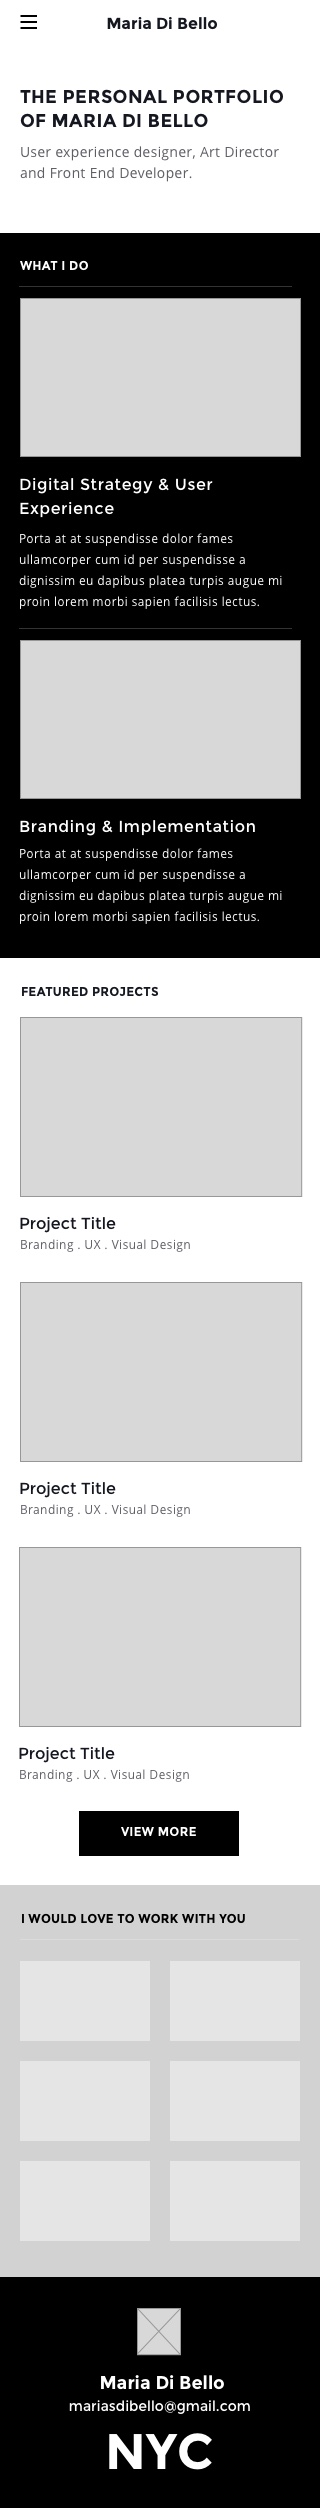 Maria Di Bello
THE PERSONAL PORTFOLIO
OF MARIA DI BELLO
User experience designer, Art Director
and Front End Developer.
WHAT I DO
Digital Strategy & User
Experience
Porta at at suspendisse dolor fames
ullamcorper cum id per suspendisse a
dignissim eu dapibus platea turpis augue mi
proin lorem morbi sapien facilisis lectus.
Branding & Implementation
Porta at at suspendisse dolor fames
ullamcorper cum id per suspendisse a
dignissim eu dapibus platea turpis augue mi
proin lorem morbi sapien facilisis lectus.
FEATURED PROJECTS
Project Title
Branding . UX . Visual Design
Project Title
Branding . UX . Visual Design
Project Title
Branding . UX . Visual Design
VIEW MORE
I WOULD LOVE TO WORK WITH YOU
Maria Di Bello
mariasdibello@gmail.com
NYC